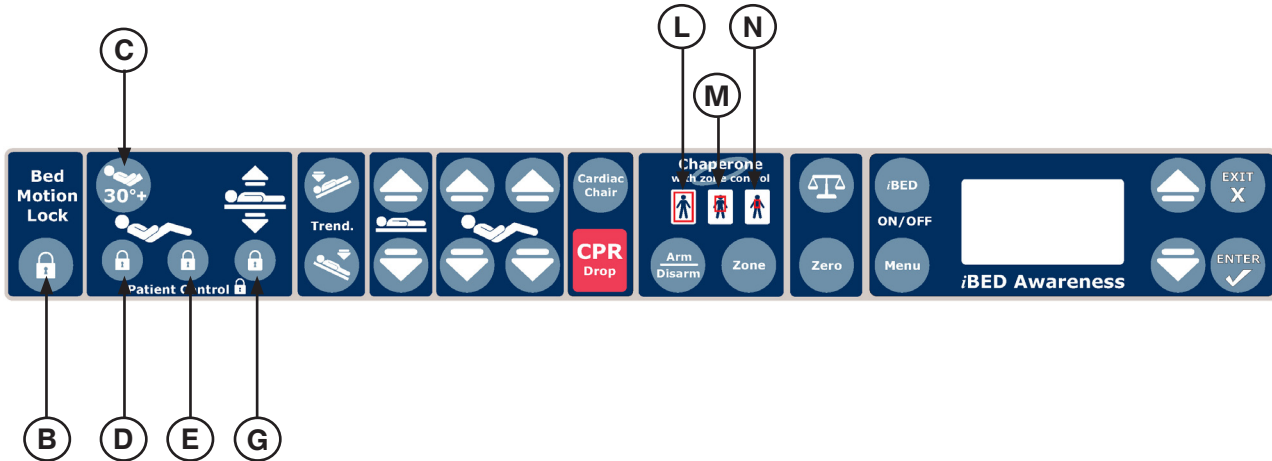 C
L
N
M
Bed
Motion
Lock
30°+
Patient Control
Trend.
Cardiac
Chair
CPR
Drop
Chaperone
with zone control
Arm
Disarm
Zone
Zero
iBED
ON/OFF
Menu
iBED Awareness
EXIT
X
ENTER
B
D
E
G